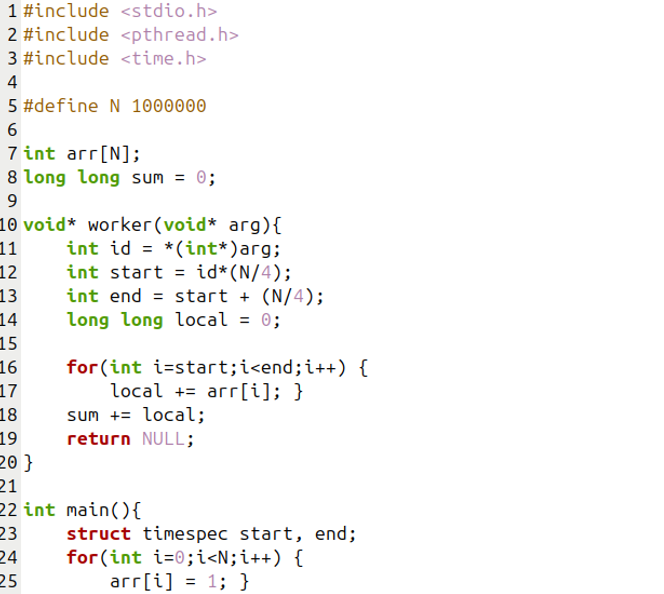 1 #include <stdio.h>
2 #include <pthread.h>
3 #include <time.h>
4
5 #define N 1000000
6
7 int arr[N];
8 long long sum = 0;
9
10 void* worker(void* arg){
11     int id = *(int*)arg;
12     int start = id*(N/4);
13     int end = start + (N/4);
14     long long local = 0;
15
16     for(int i=start;i<end;i++) {
17         local += arr[i]; }
18     sum += local;
19     return NULL;
20 }
21
22 int main(){
23     struct timespec start, end;
24     for(int i=0;i<N;i++) {
25         arr[i] = 1; }